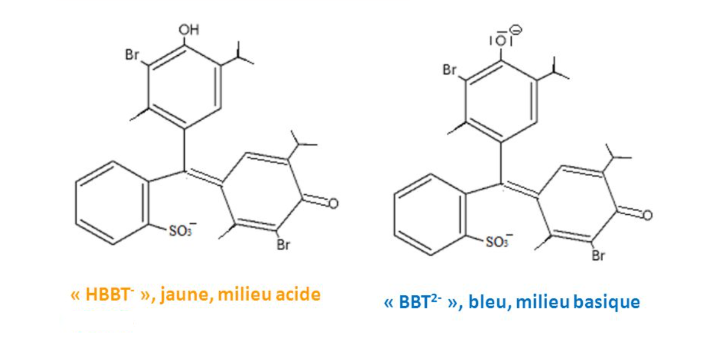 OH
Br
SO₃⁻
O
Br
« HBBT⁻ », jaune, milieu acide
|O|⊖
Br
SO₃⁻
O
Br
« BBT²⁻ », bleu, milieu basique